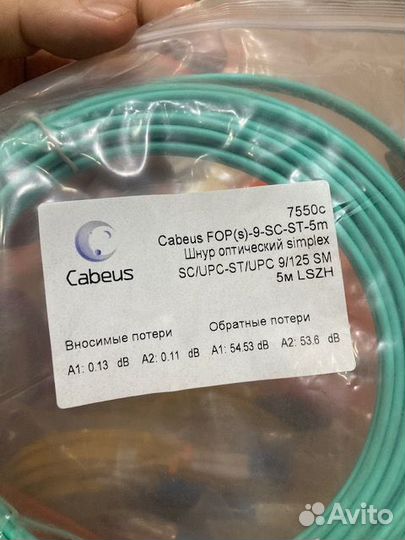 7550c
Cabeus FOP(s)-9-SC-ST-5m
Шнур оптический simplex
SC/UPC-ST/UPC 9/125 SM
5м LSZH
Cabeus
Вносимые потери
Обратные потери
A1: 0.13 dB A2: 0.11 dB A1: 54.53 dB A2: 53.6 dB
Avito